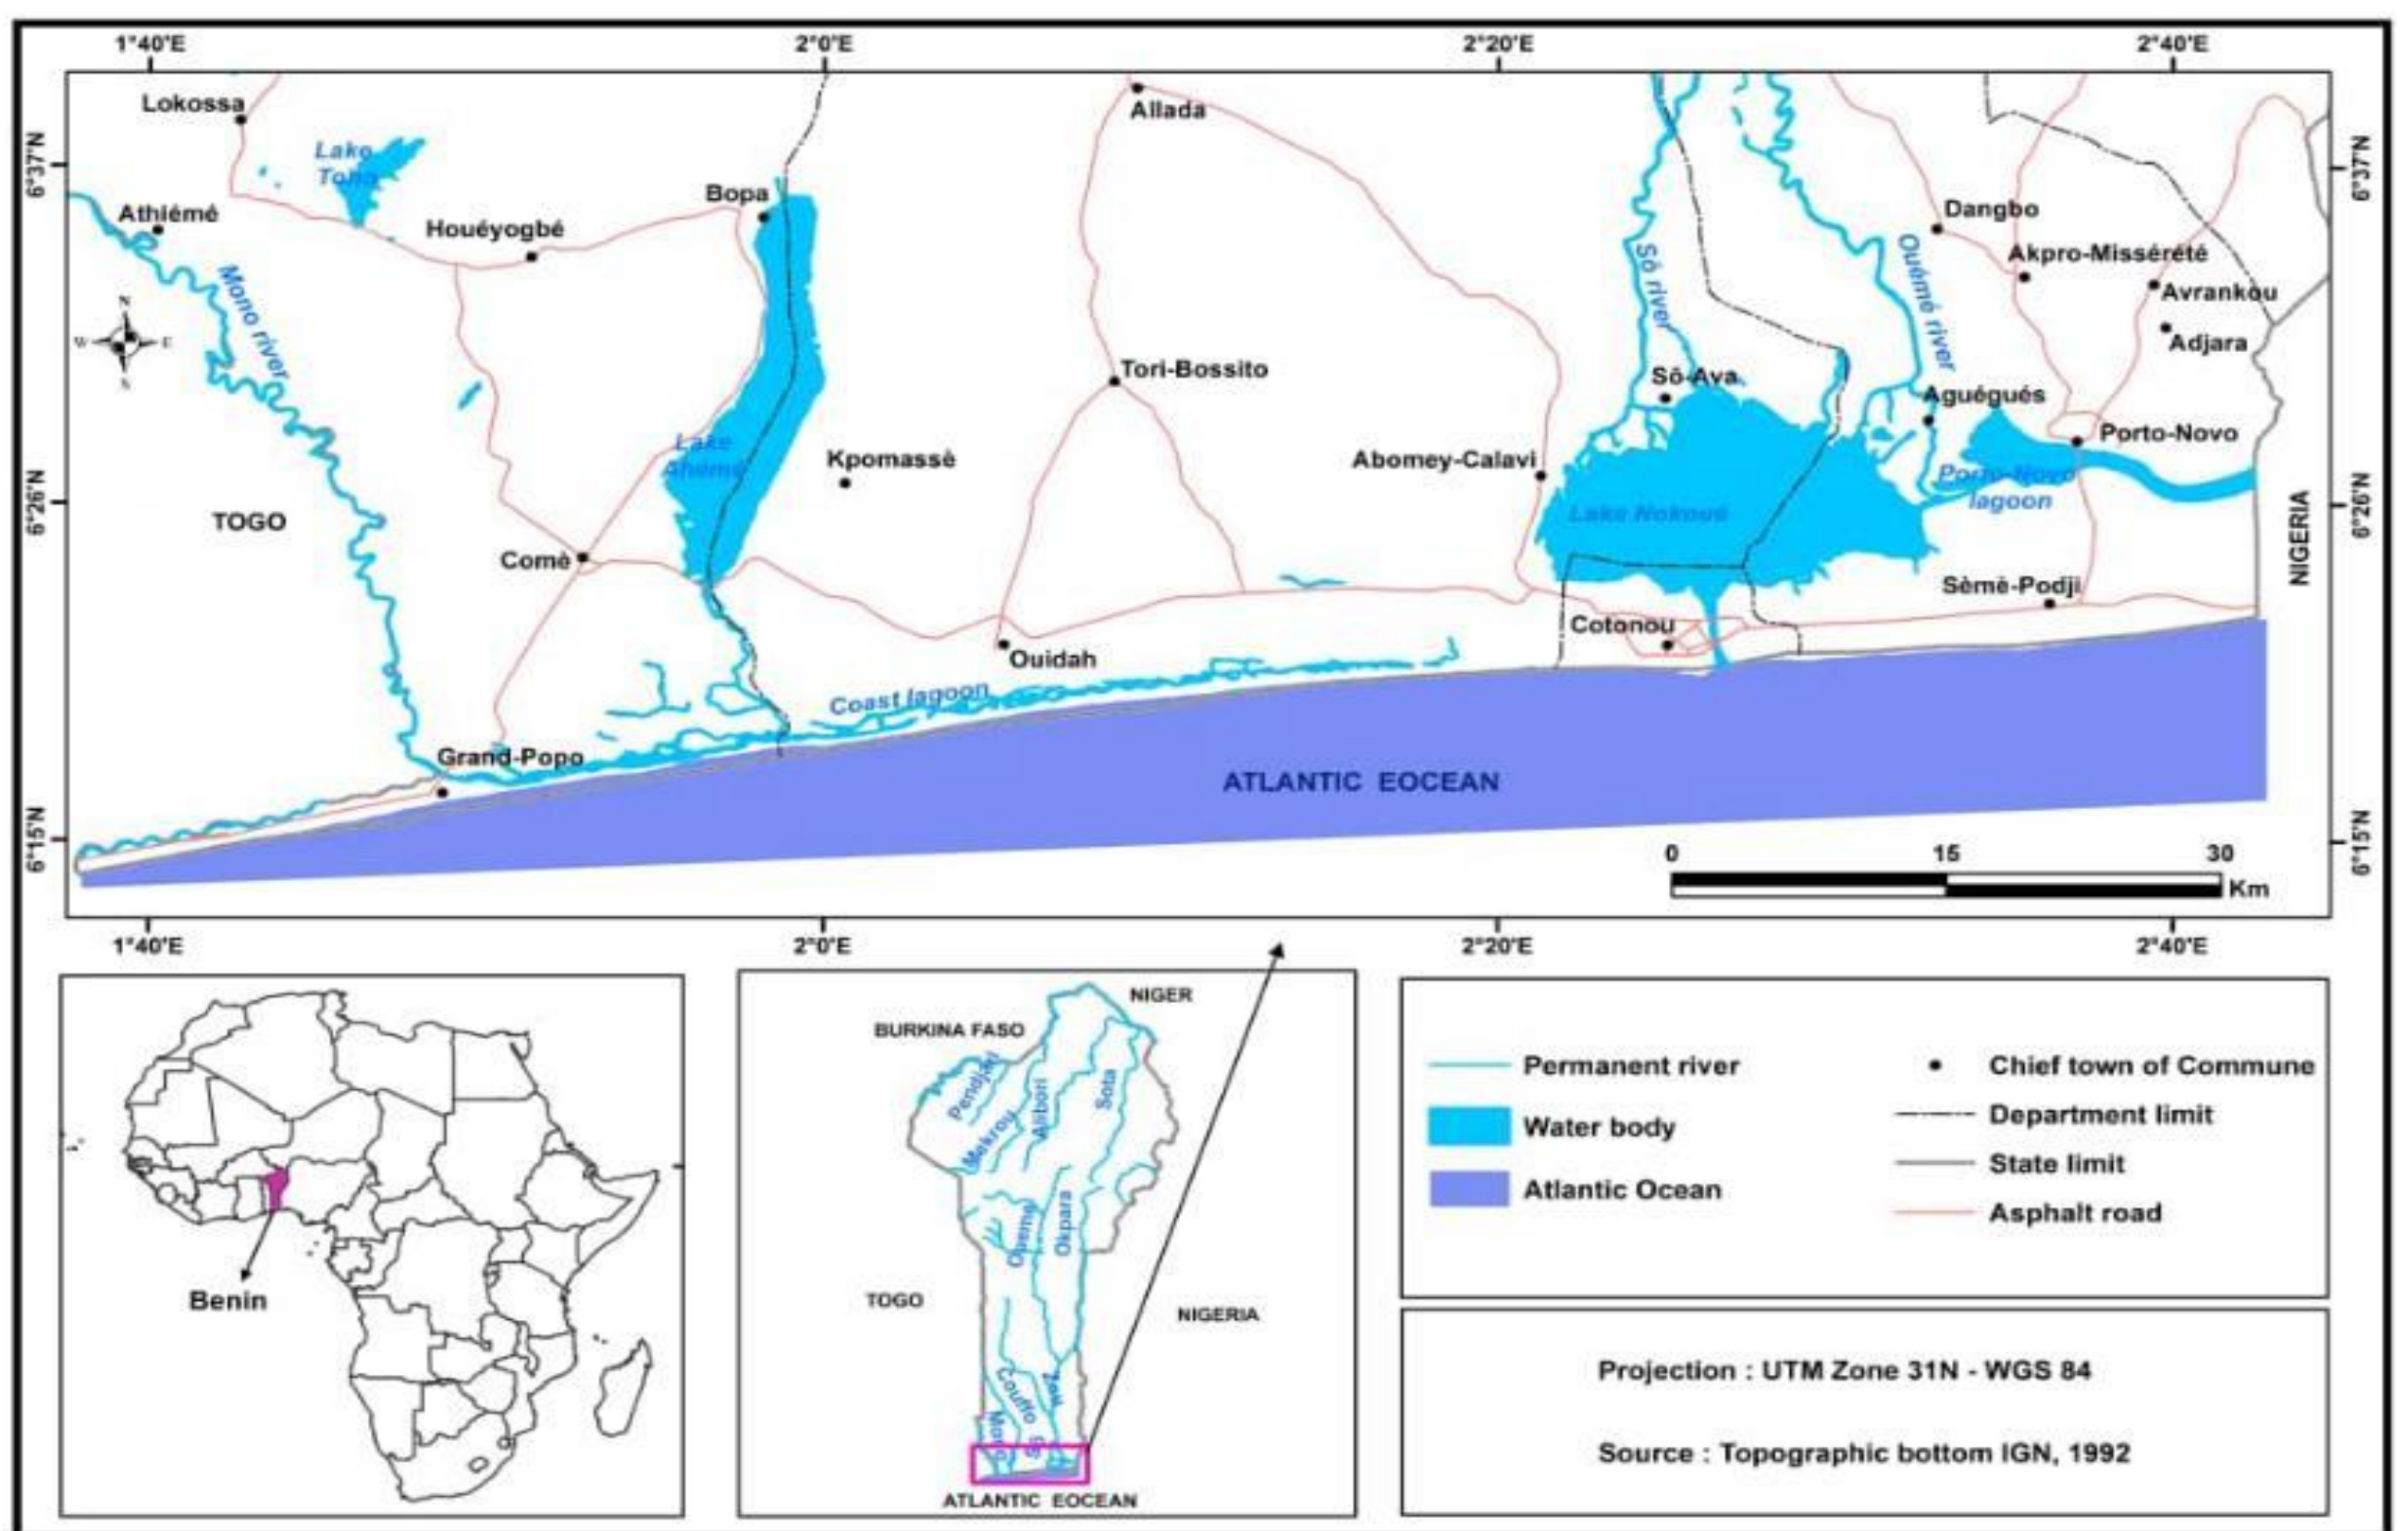 1°40'E
2°0'E
2°20'E
2°40'E
Lokossa
Allada
6°37'N
6°37'N
Lake
Toho
Bopa
Athiémé
Houéyogbé
Dangbo
Akpro-Missérété
Avrankou
Adjara
Mono river
Sô river
Ouémé river
N
W
E
S
Tori-Bossito
Sô-Ava
Aguégués
Porto-Novo
Lake
Ahémé
Kpomassè
Abomey-Calavi
Porto-Novo
lagoon
6°26'N
6°26'N
TOGO
Lake Nokoué
NIGERIA
Comè
Sèmè-Podji
Cotonou
Ouidah
Coast lagoon
Grand-Popo
ATLANTIC EOCEAN
6°15'N
6°15'N
0
15
30
Km
1°40'E
2°0'E
2°20'E
2°40'E
Benin
NIGER
BURKINA FASO
Pendjari
Mekrou
Alibori
Sota
Ouemé
Okpara
TOGO
NIGERIA
Couffo
Zou
Mono
Sô
ATLANTIC EOCEAN
Permanent river
Water body
Atlantic Ocean
Chief town of Commune
Department limit
State limit
Asphalt road
Projection : UTM Zone 31N - WGS 84
Source : Topographic bottom IGN, 1992